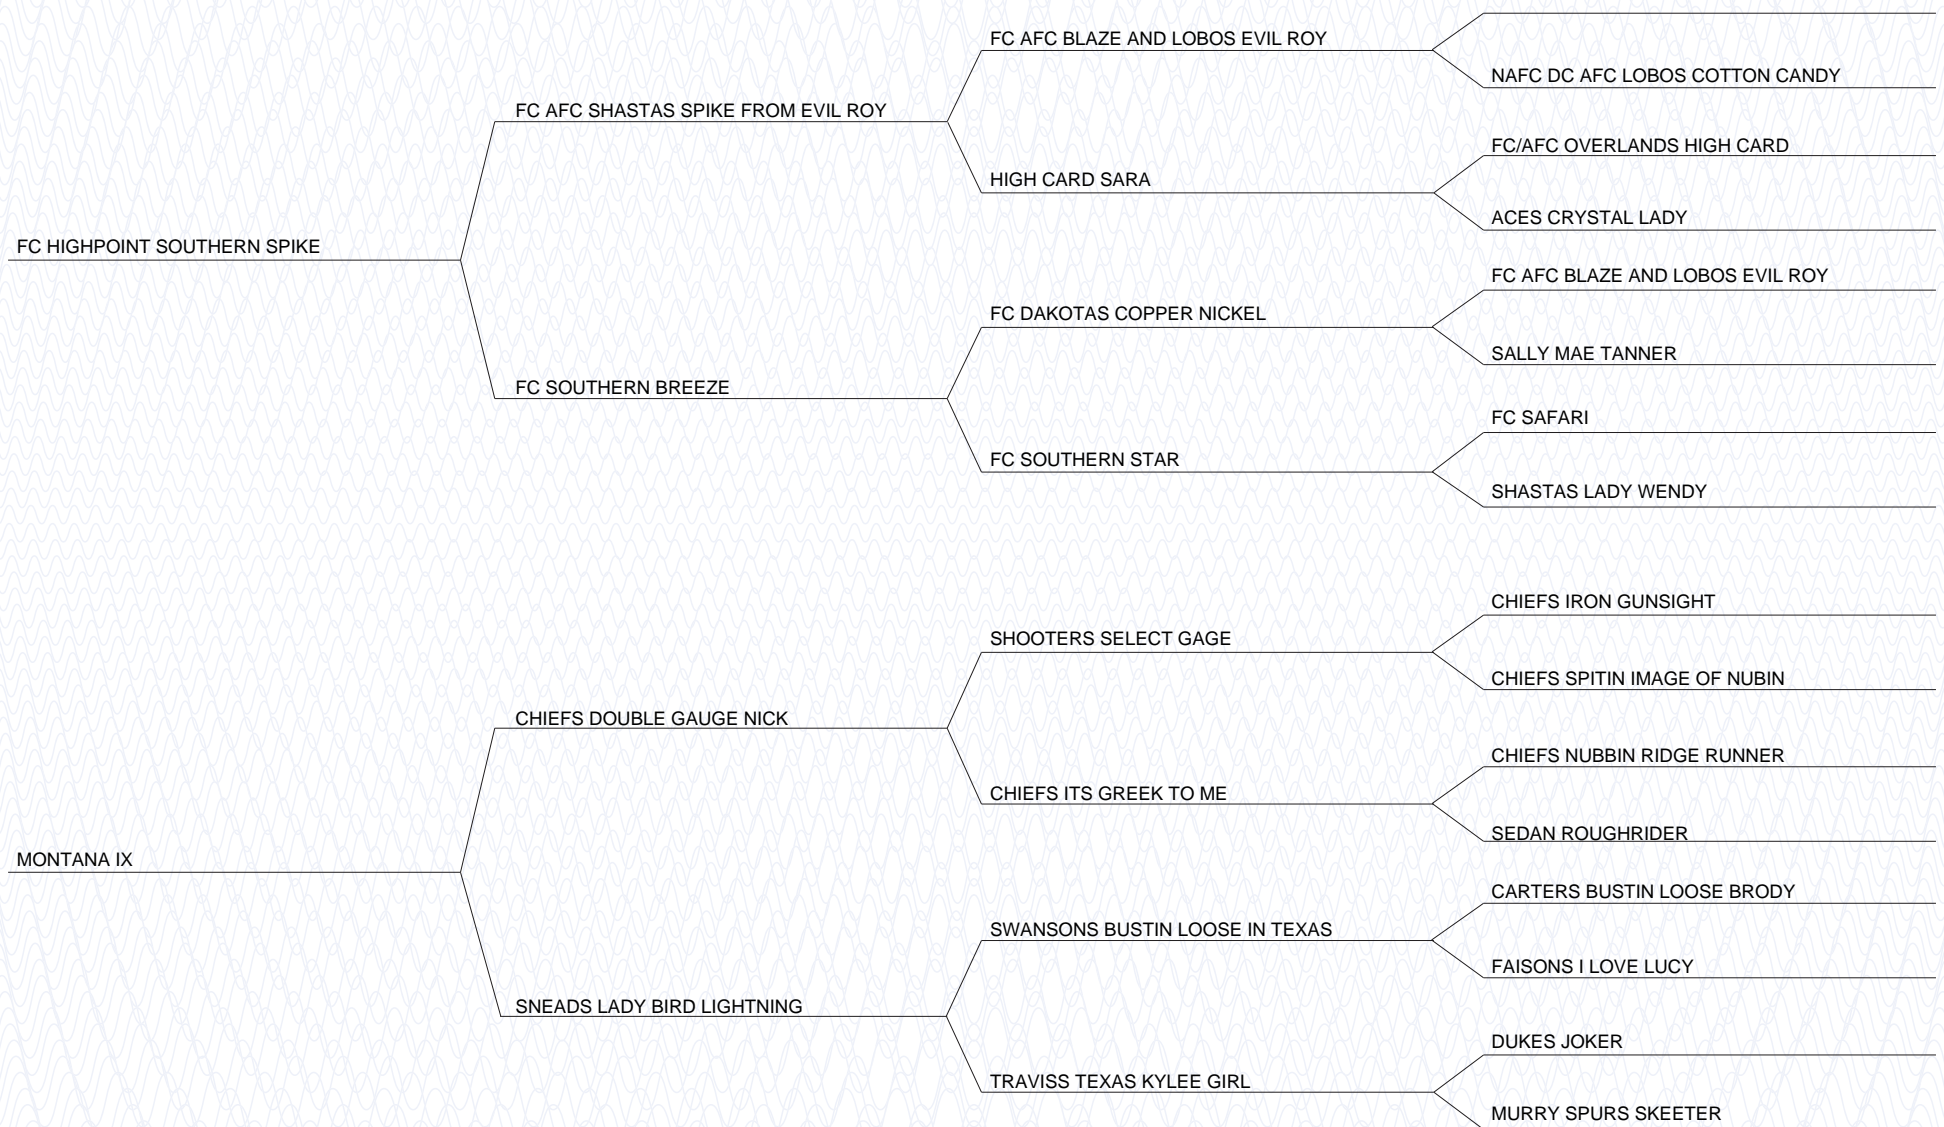 FC AFC BLAZE AND LOBOS EVIL ROY
NAFC DC AFC LOBOS COTTON CANDY
FC AFC SHASTAS SPIKE FROM EVIL ROY
FC/AFC OVERLANDS HIGH CARD
HIGH CARD SARA
ACES CRYSTAL LADY
FC HIGHPOINT SOUTHERN SPIKE
FC AFC BLAZE AND LOBOS EVIL ROY
FC DAKOTAS COPPER NICKEL
SALLY MAE TANNER
FC SOUTHERN BREEZE
FC SAFARI
FC SOUTHERN STAR
SHASTAS LADY WENDY
CHIEFS IRON GUNSIGHT
SHOOTERS SELECT GAGE
CHIEFS SPITIN IMAGE OF NUBIN
CHIEFS DOUBLE GAUGE NICK
CHIEFS NUBBIN RIDGE RUNNER
CHIEFS ITS GREEK TO ME
SEDAN ROUGHRIDER
MONTANA IX
CARTERS BUSTIN LOOSE BRODY
SWANSONS BUSTIN LOOSE IN TEXAS
FAISONS I LOVE LUCY
SNEADS LADY BIRD LIGHTNING
DUKES JOKER
TRAVISS TEXAS KYLEE GIRL
MURRY SPURS SKEETER